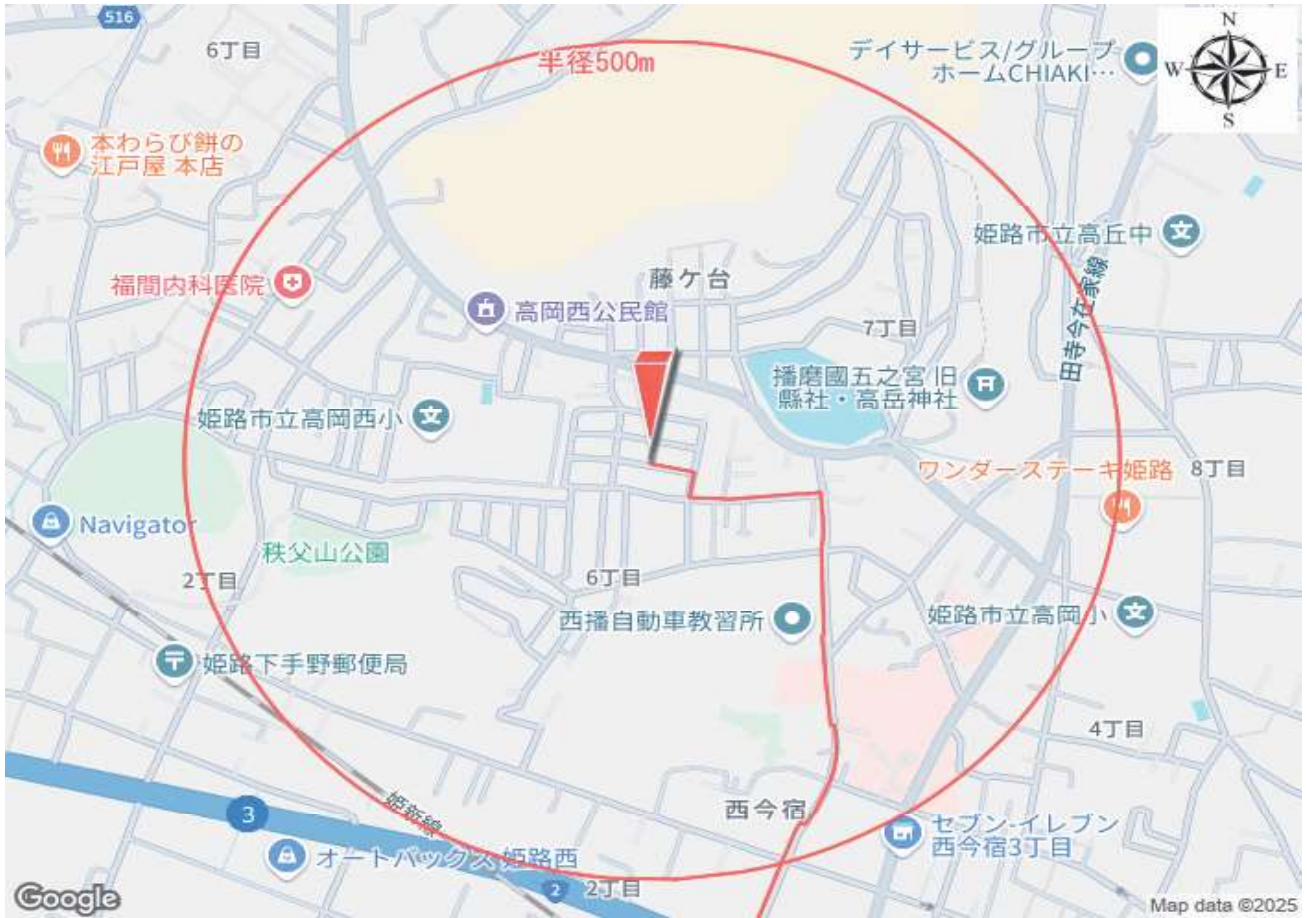 516
6丁目
半径500m
デイサービス/グループ
ホームCHIAKI…
N
W
E
S
本わらび餅の
江戸屋 本店
姫路市立高丘中
福間内科医院
藤ケ台
高岡西公民館
7丁目
田寺今在家線
播磨國五之宮 旧
縣社・高岳神社
姫路市立高岡西小
ワンダーステーキ姫路
8丁目
Navigator
秩父山公園
2丁目
6丁目
西播自動車教習所
姫路市立高岡小
姫路下手野郵便局
4丁目
西今宿
3
姫新線
セブン-イレブン
西今宿3丁目
オートバックス 姫路西
2
2丁目
Google
Map data ©2025